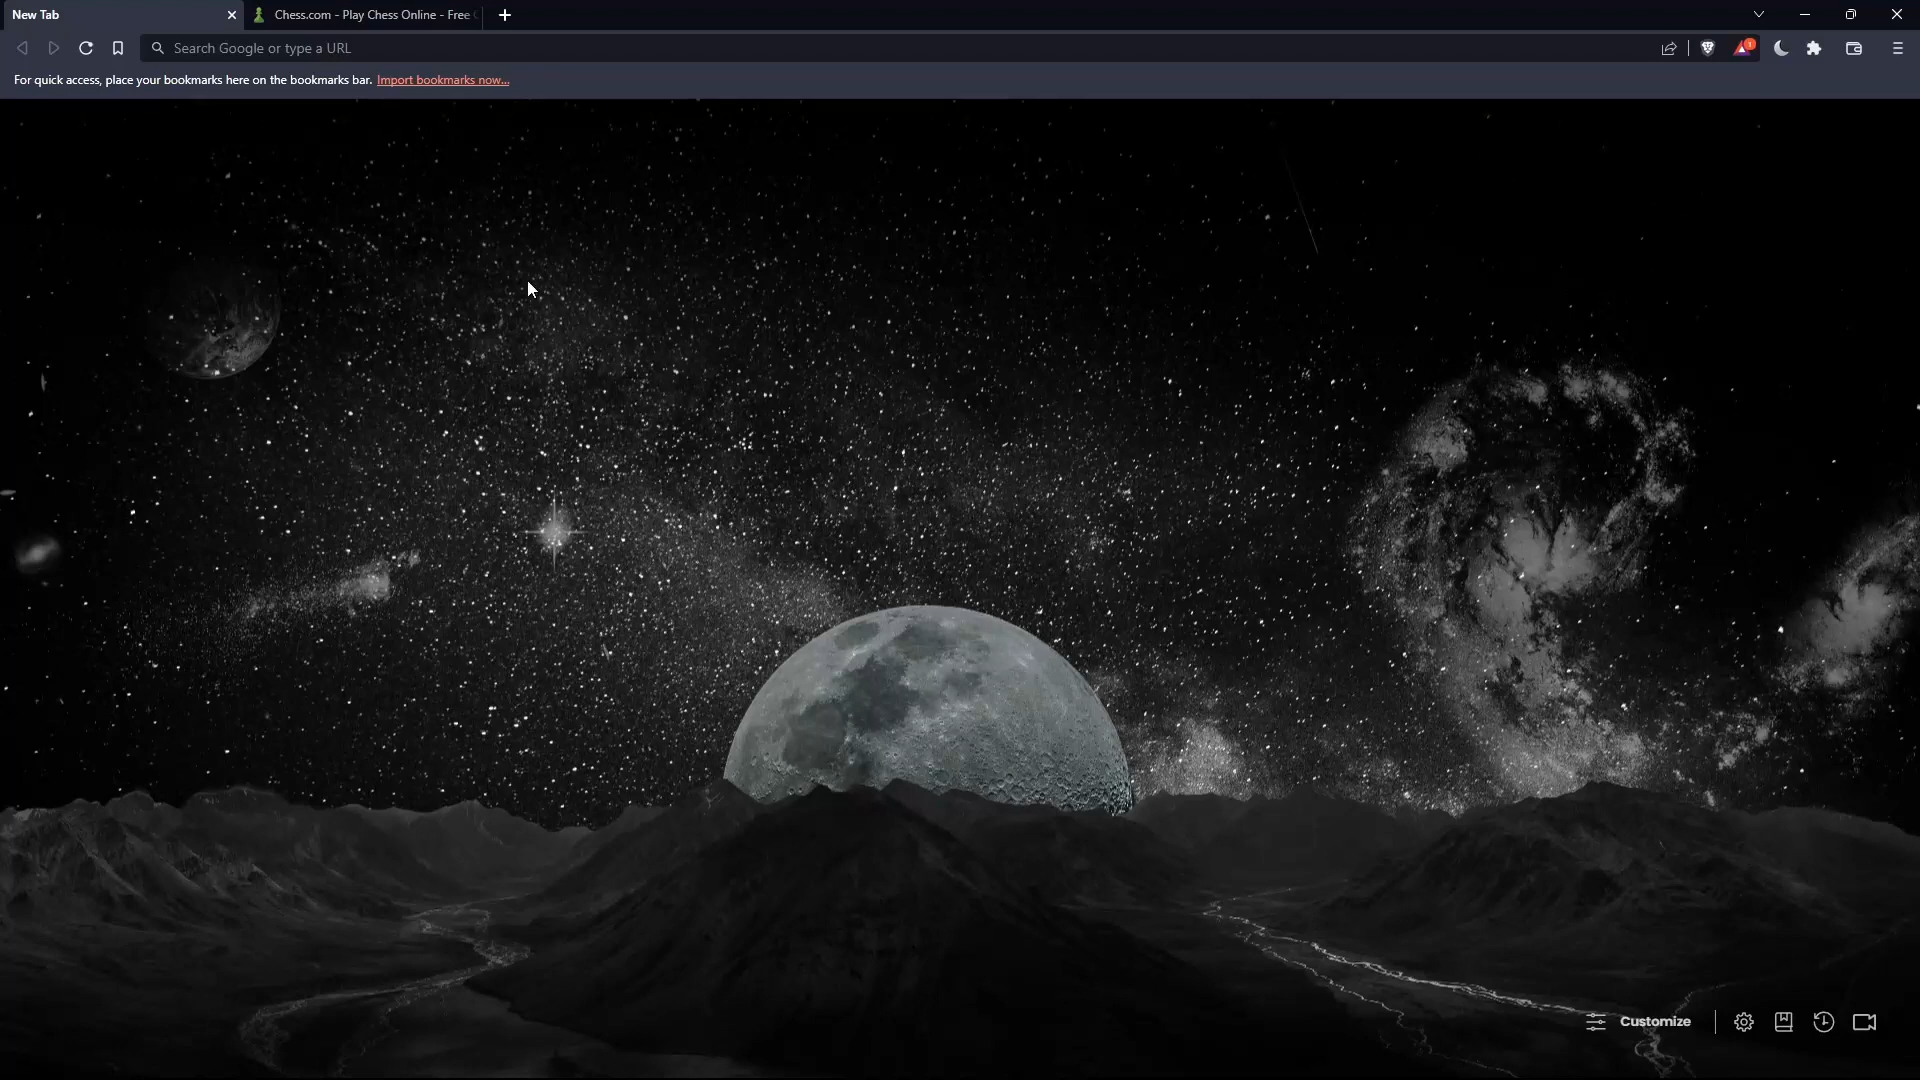 New Tab
Chess.com - Play Chess Online - Free
Search Google or type a URL
1
For quick access, place your bookmarks here on the bookmarks bar. Import bookmarks now...
Customize